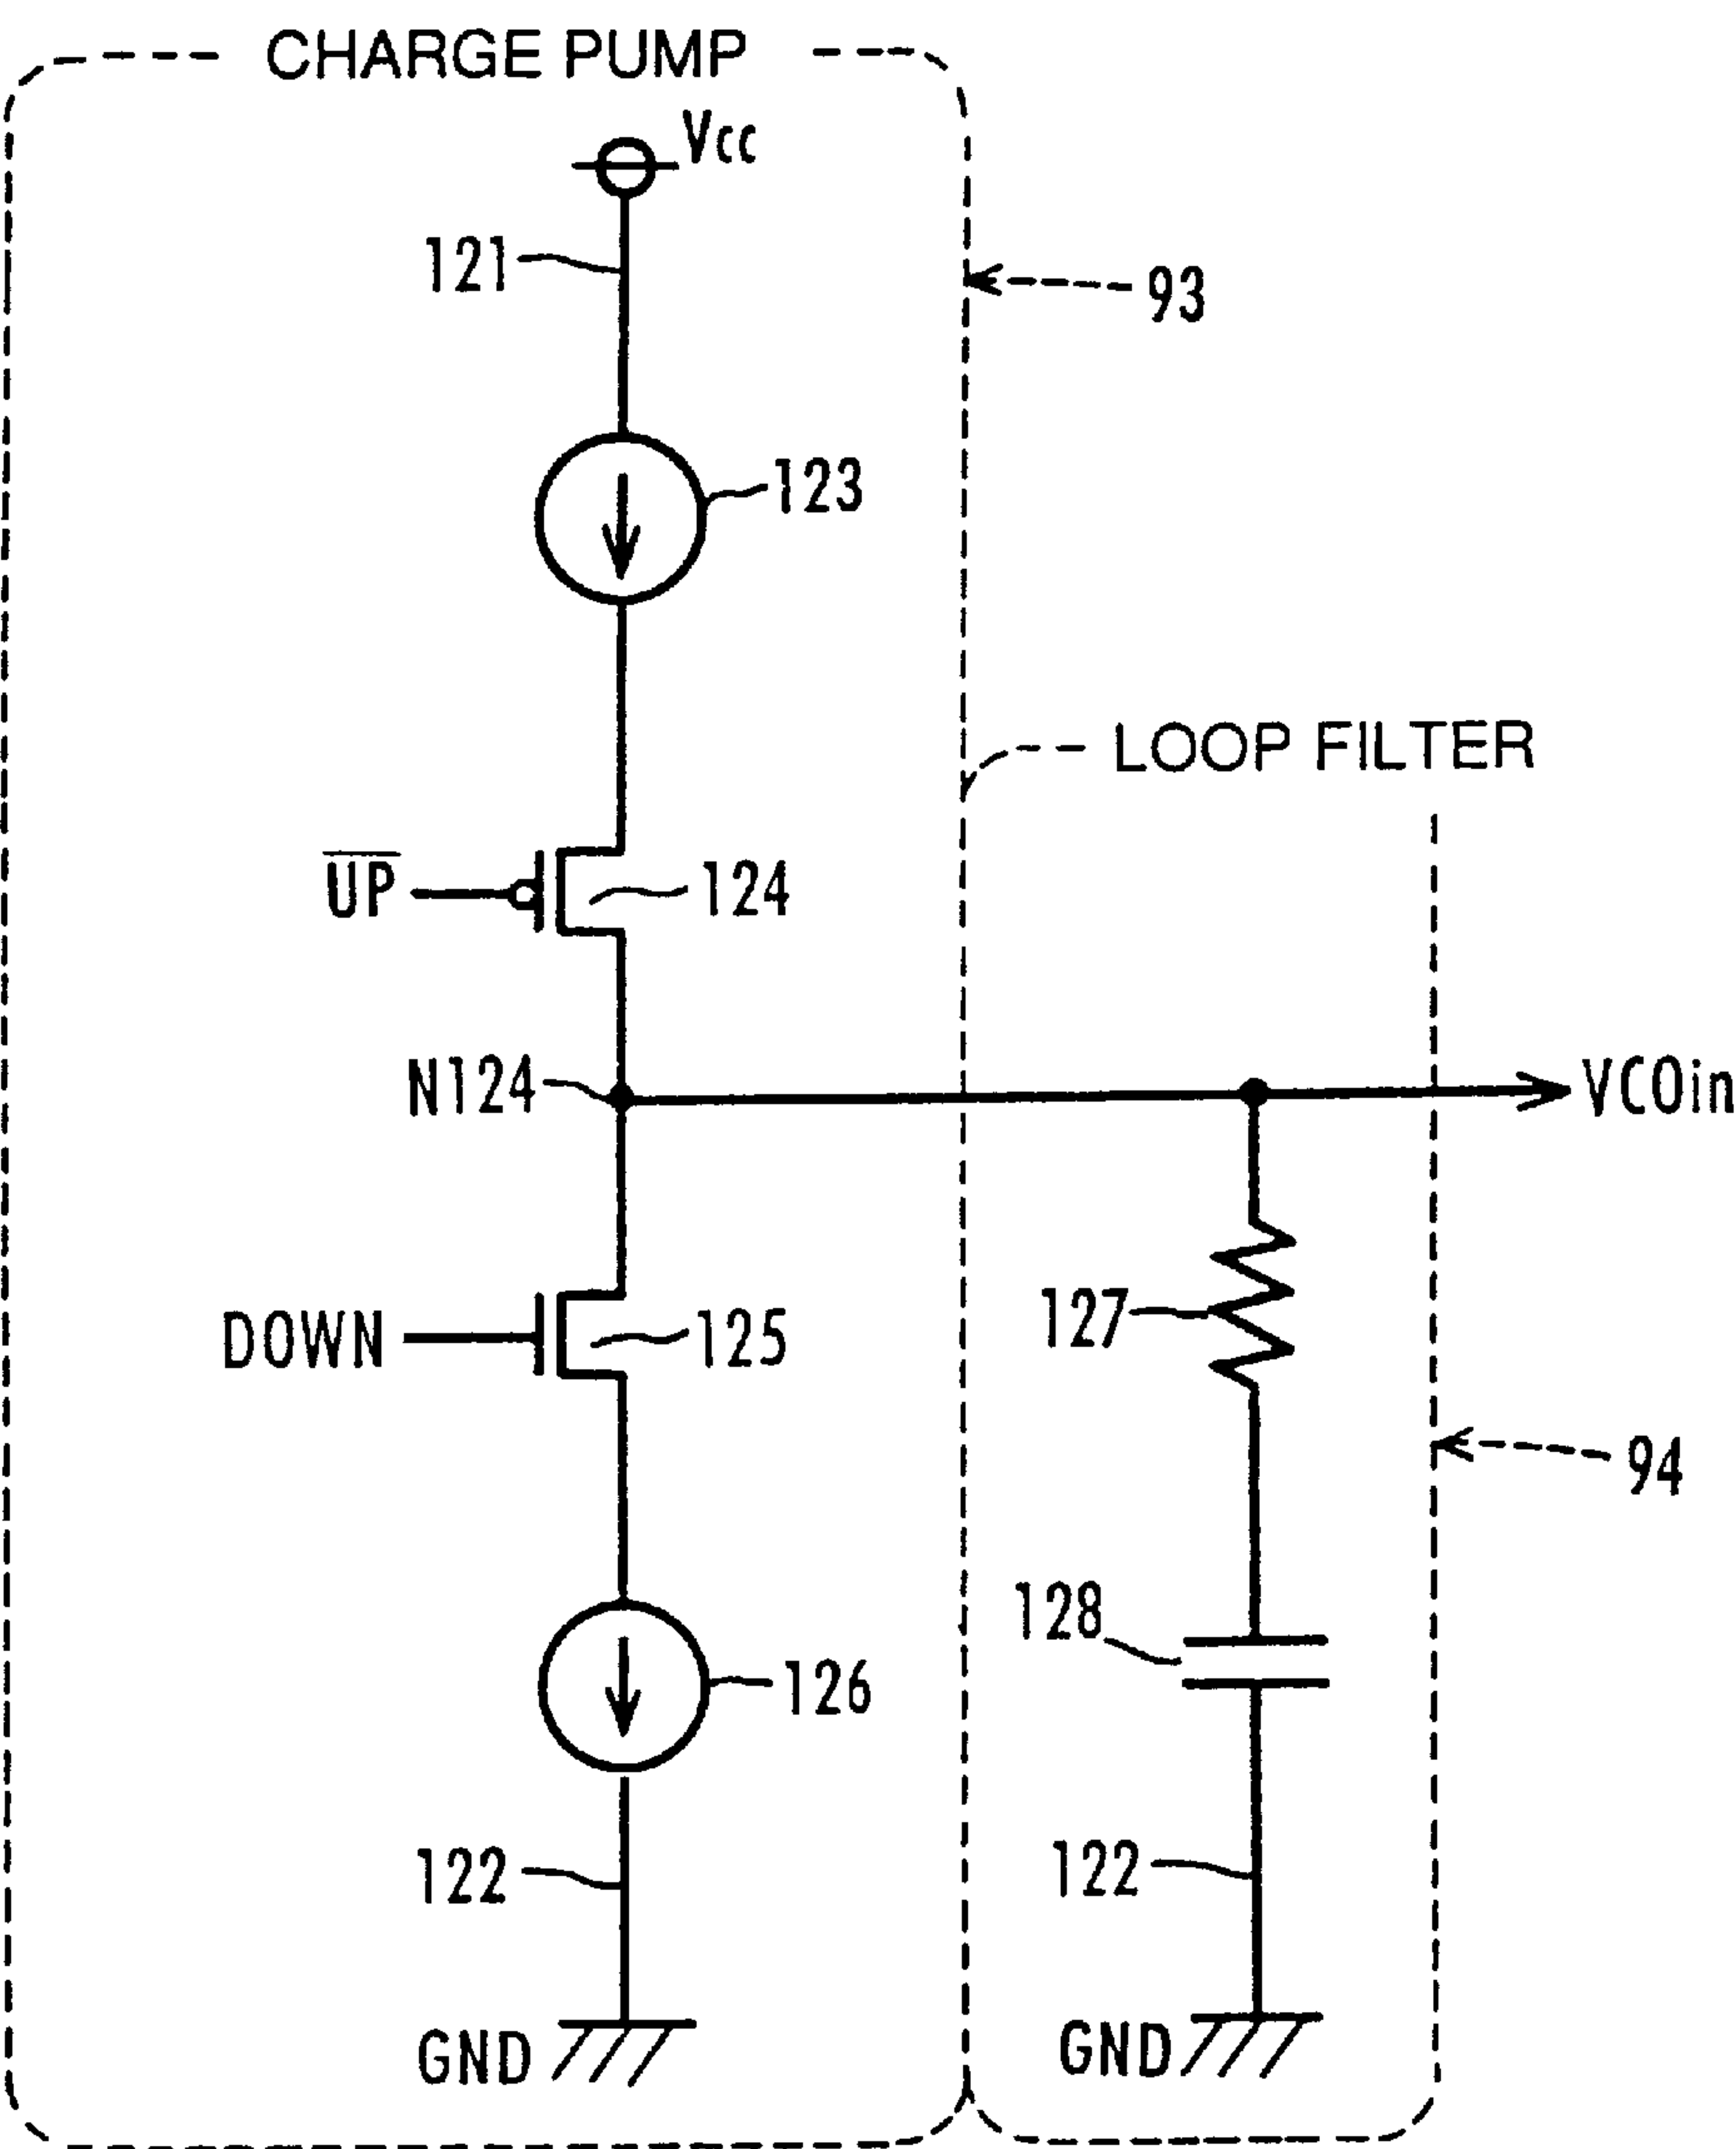 CHARGE PUMP
Vcc
121
93
123
LOOP FILTER
U̅P̅
124
N124
VCOin
DOWN
125
127
94
128
126
122
122
GND
GND